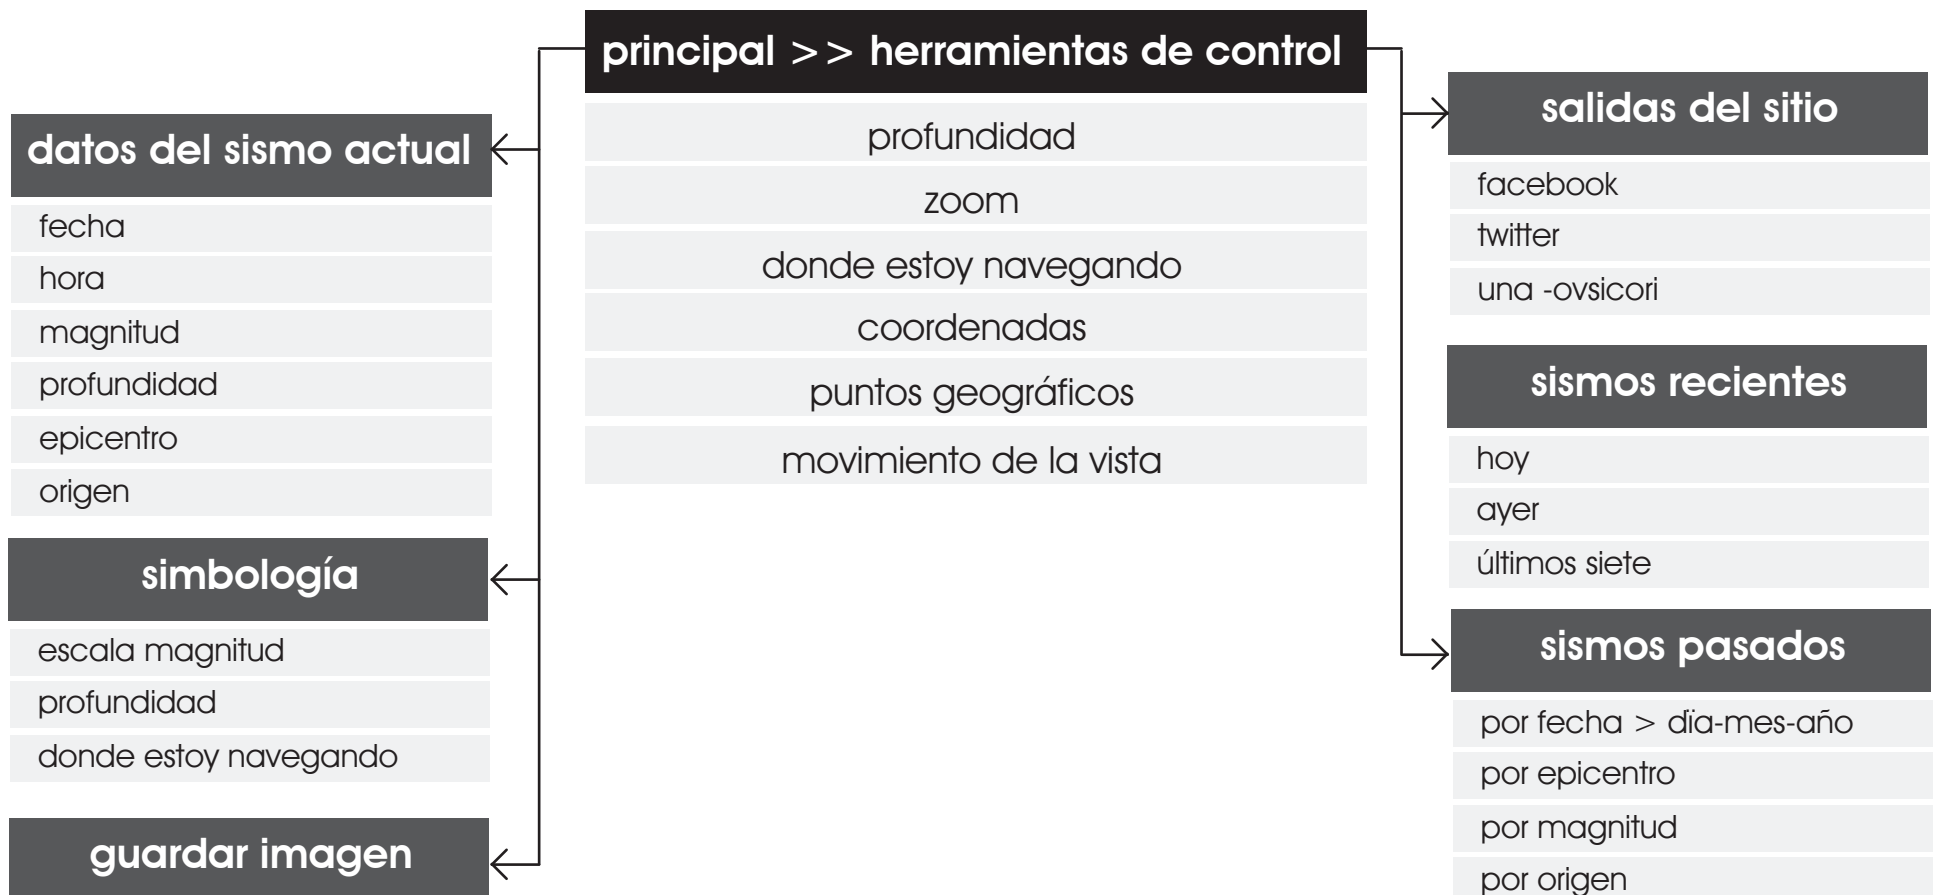 principal >> herramientas de control
profundidad
zoom
donde estoy navegando
coordenadas
puntos geográficos
movimiento de la vista
datos del sismo actual
fecha
hora
magnitud
profundidad
epicentro
origen
simbología
escala magnitud
profundidad
donde estoy navegando
guardar imagen
salidas del sitio
facebook
twitter
una -ovsicori
sismos recientes
hoy
ayer
últimos siete
sismos pasados
por fecha > dïa-mes-año
por epicentro
por magnitud
por origen